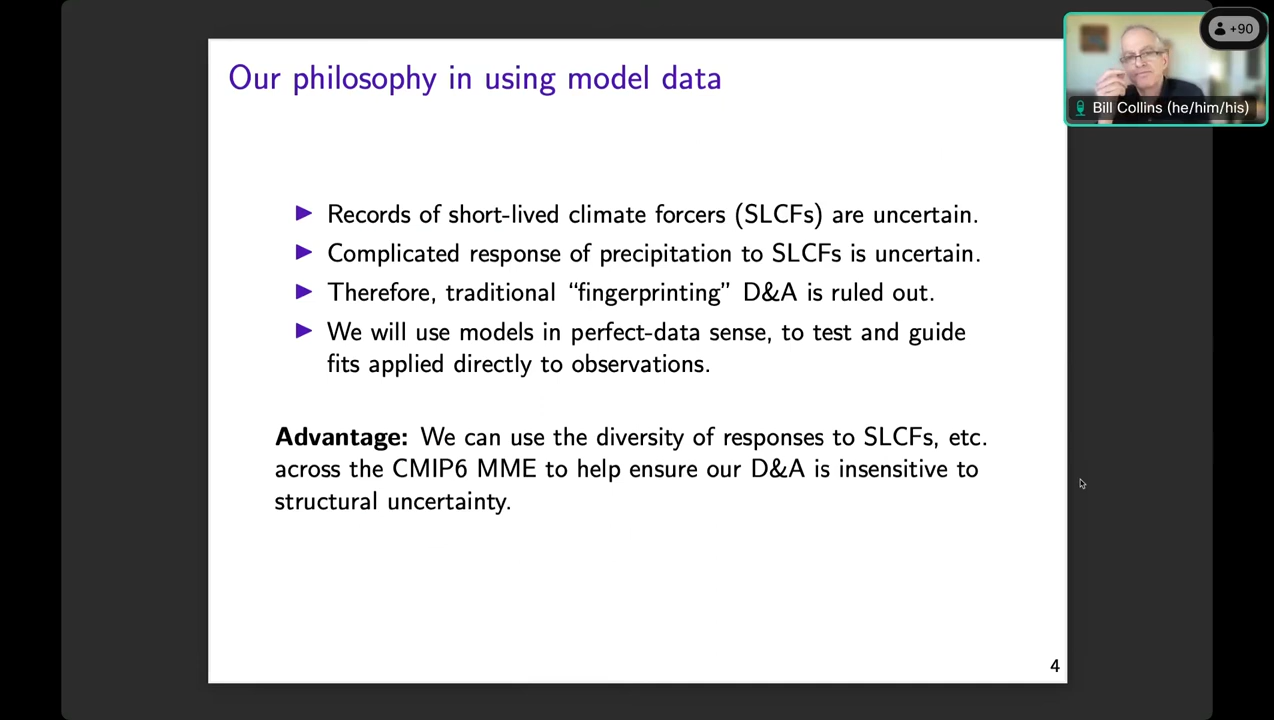 Our philosophy in using model data
+90
Bill Collins (he/him/his)
▶ Records of short-lived climate forcers (SLCFs) are uncertain.
▶ Complicated response of precipitation to SLCFs is uncertain.
▶ Therefore, traditional “fingerprinting” D&A is ruled out.
▶ We will use models in perfect-data sense, to test and guide
fits applied directly to observations.
Advantage: We can use the diversity of responses to SLCFs, etc.
across the CMIP6 MME to help ensure our D&A is insensitive to
structural uncertainty.
4